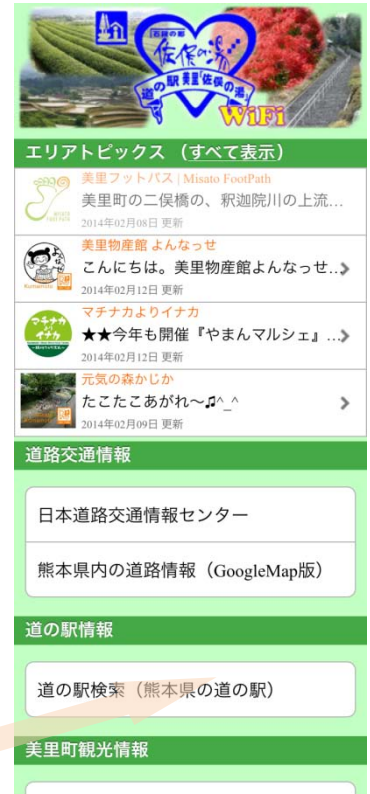 「石段の郷」
佐俣の湯
道の駅 美里「佐俣の湯」
WiFi
エリアトピックス （すべて表示）
美里フットパス | Misato FootPath
美里町の二俣橋の、釈迦院川の上流…
2014年02月08日 更新
美里物産館 よんなっせ
こんにちは。美里物産館よんなっせ…
2014年02月12日 更新
マチナカよりイナカ
★★今年も開催『やまんマルシェ』…
2014年02月12日 更新
元気の森かじか
たこたこあがれ〜♫^_^
2014年02月09日 更新
道路交通情報
日本道路交通情報センター
熊本県内の道路情報（GoogleMap版）
道の駅情報
道の駅検索（熊本県の道の駅）
美里町観光情報